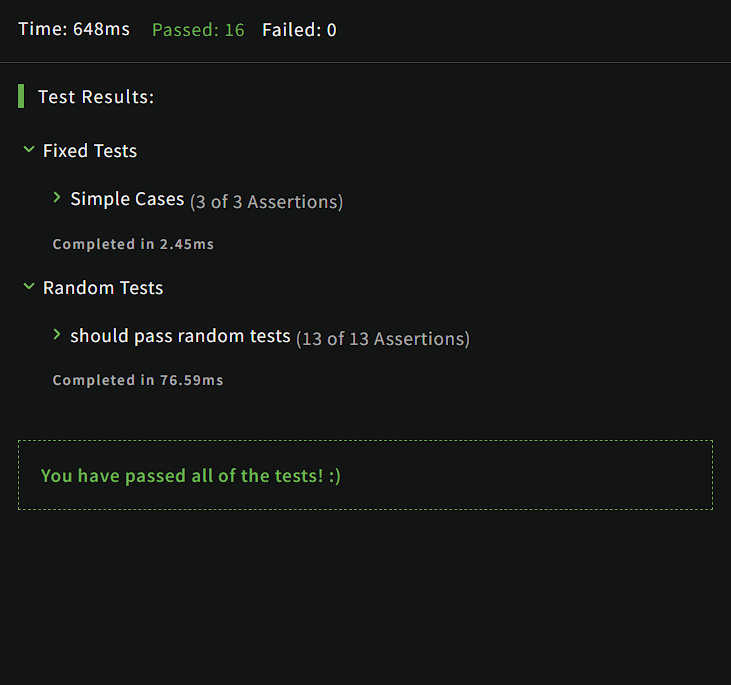 Time: 648ms Passed: 16 Failed: 0
Test Results:
Fixed Tests
Simple Cases (3 of 3 Assertions)
Completed in 2.45ms
Random Tests
should pass random tests (13 of 13 Assertions)
Completed in 76.59ms
You have passed all of the tests! :)